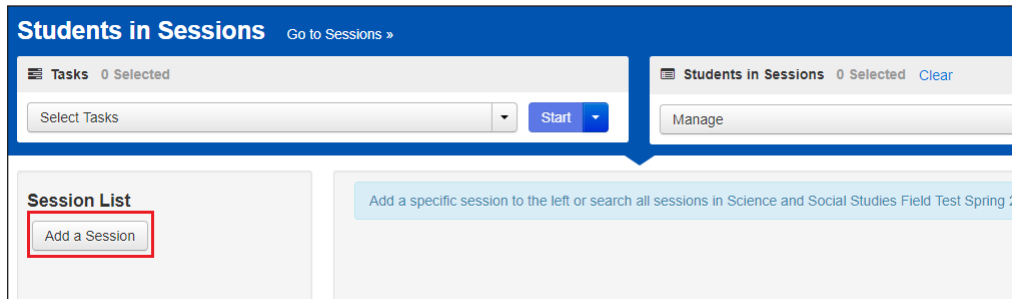 Students in Sessions Go to Sessions »
Tasks 0 Selected
Students in Sessions 0 Selected Clear
Select Tasks
Start
Manage
Session List
Add a Session
Add a specific session to the left or search all sessions in Science and Social Studies Field Test Spring 2